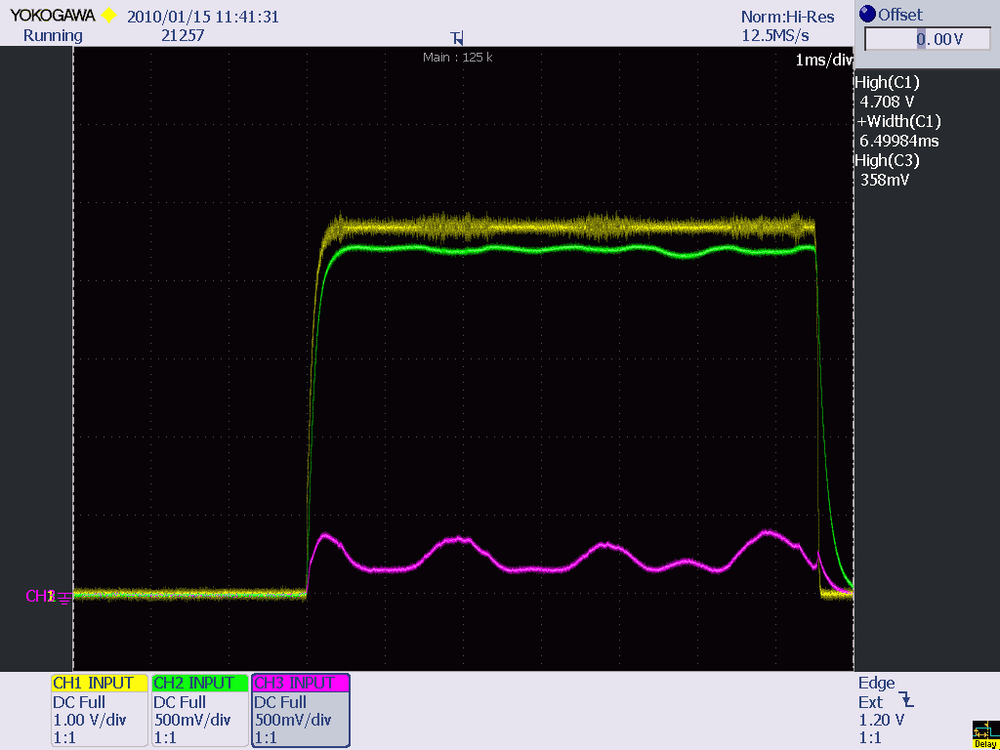 YOKOGAWA 2010/01/15 11:41:31
Running 21257
Norm:Hi-Res
12.5MS/s
Offset
0.00V
Main : 125 k
1ms/div
High(C1)
4.708 V
+Width(C1)
6.49984ms
High(C3)
358mV
CH1 INPUT
DC Full
1.00 V/div
1:1
CH2 INPUT
DC Full
500mV/div
1:1
CH3 INPUT
DC Full
500mV/div
1:1
Edge
Ext
1.20 V
1:1
Delay